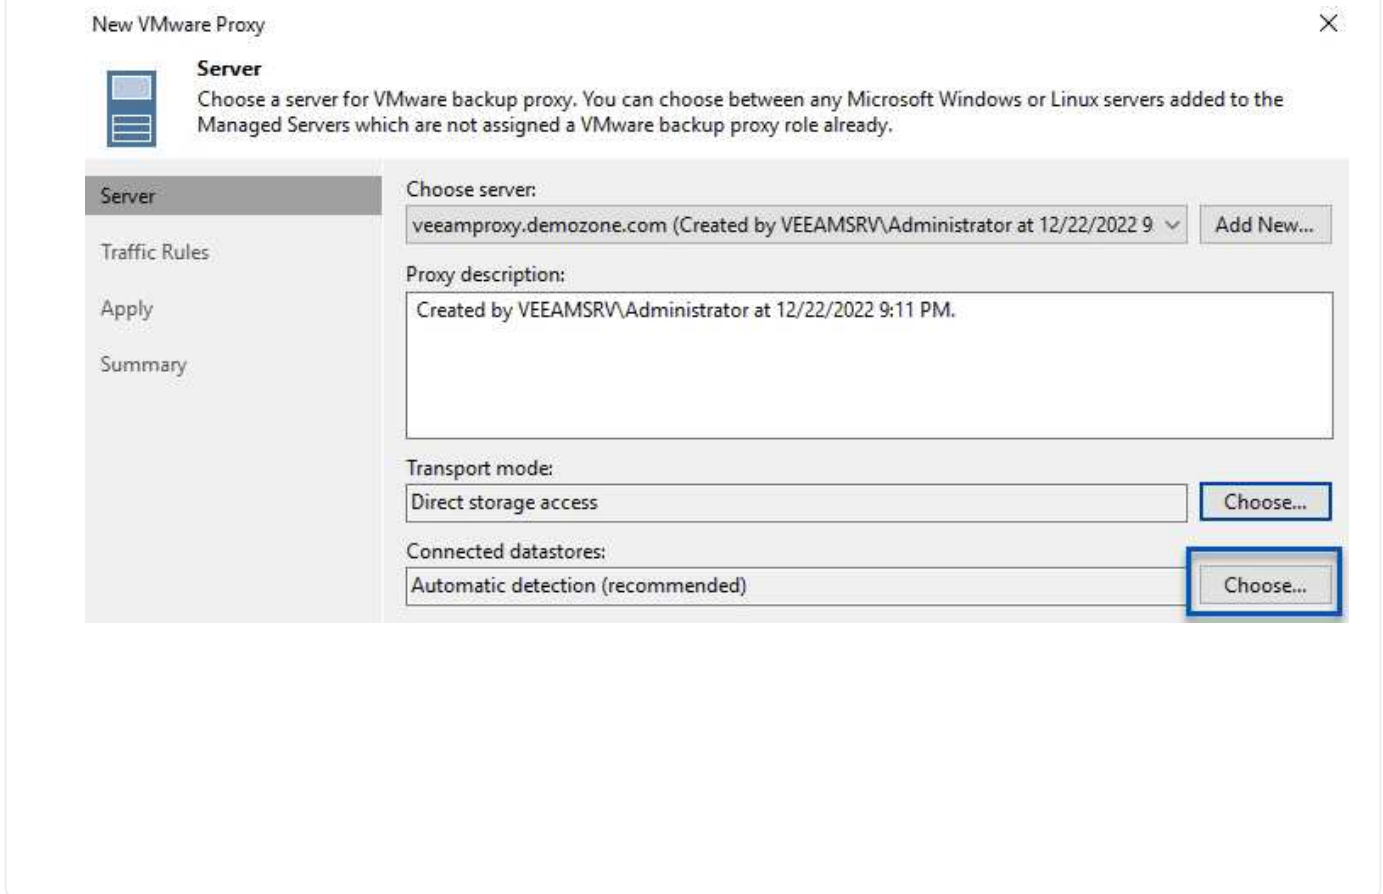 New VMware Proxy
Server
Choose a server for VMware backup proxy. You can choose between any Microsoft Windows or Linux servers added to the
Managed Servers which are not assigned a VMware backup proxy role already.
Server
Traffic Rules
Apply
Summary
Choose server:
veeamproxy.demozone.com (Created by VEEAMSRV\Administrator at 12/22/2022 9
Add New...
Proxy description:
Created by VEEAMSRV\Administrator at 12/22/2022 9:11 PM.
Transport mode:
Direct storage access
Choose...
Connected datastores:
Automatic detection (recommended)
Choose...